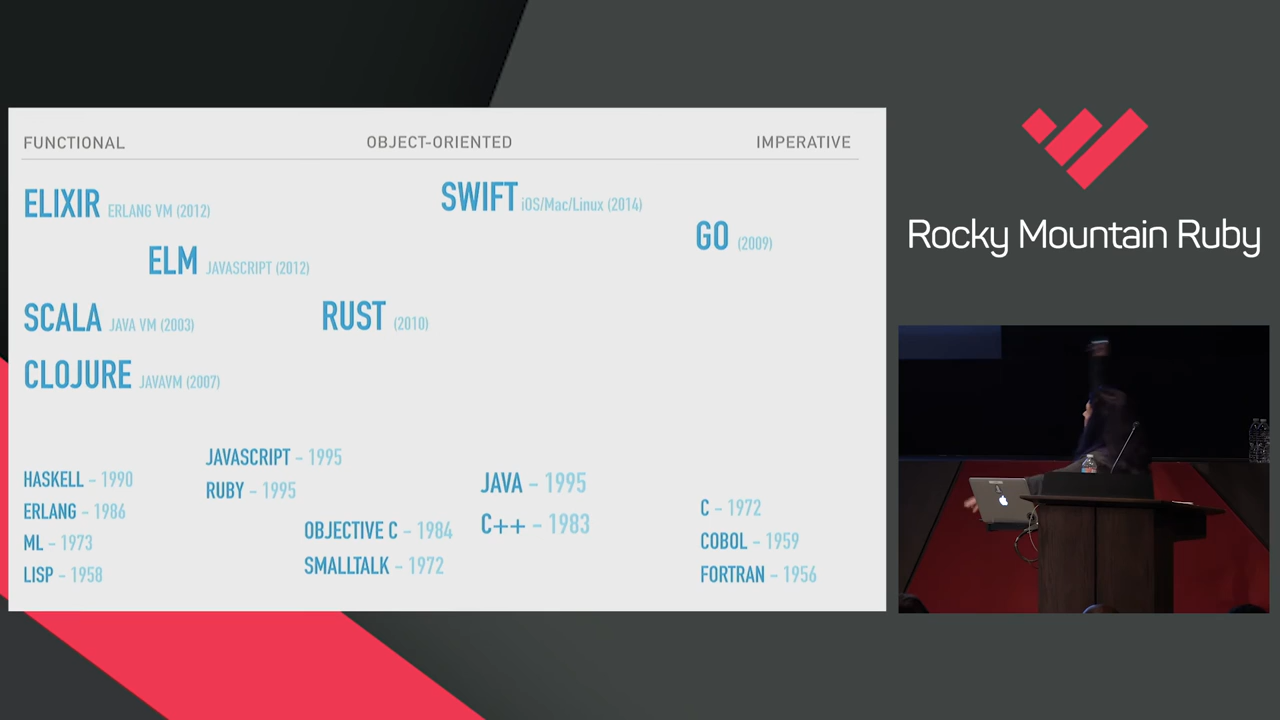 FUNCTIONAL OBJECT-ORIENTED IMPERATIVE
ELIXIR ERLANG VM (2012)
SWIFT iOS/Mac/Linux (2014)
GO (2009)
ELM JAVASCRIPT (2012)
SCALA JAVA VM (2003)
RUST (2010)
CLOJURE JAVAVM (2007)
JAVASCRIPT - 1995
RUBY - 1995
HASKELL - 1990
ERLANG - 1986
ML - 1973
LISP - 1958
OBJECTIVE C - 1984
SMALLTALK - 1972
JAVA - 1995
C++ - 1983
C - 1972
COBOL - 1959
FORTRAN - 1956
Rocky Mountain Ruby